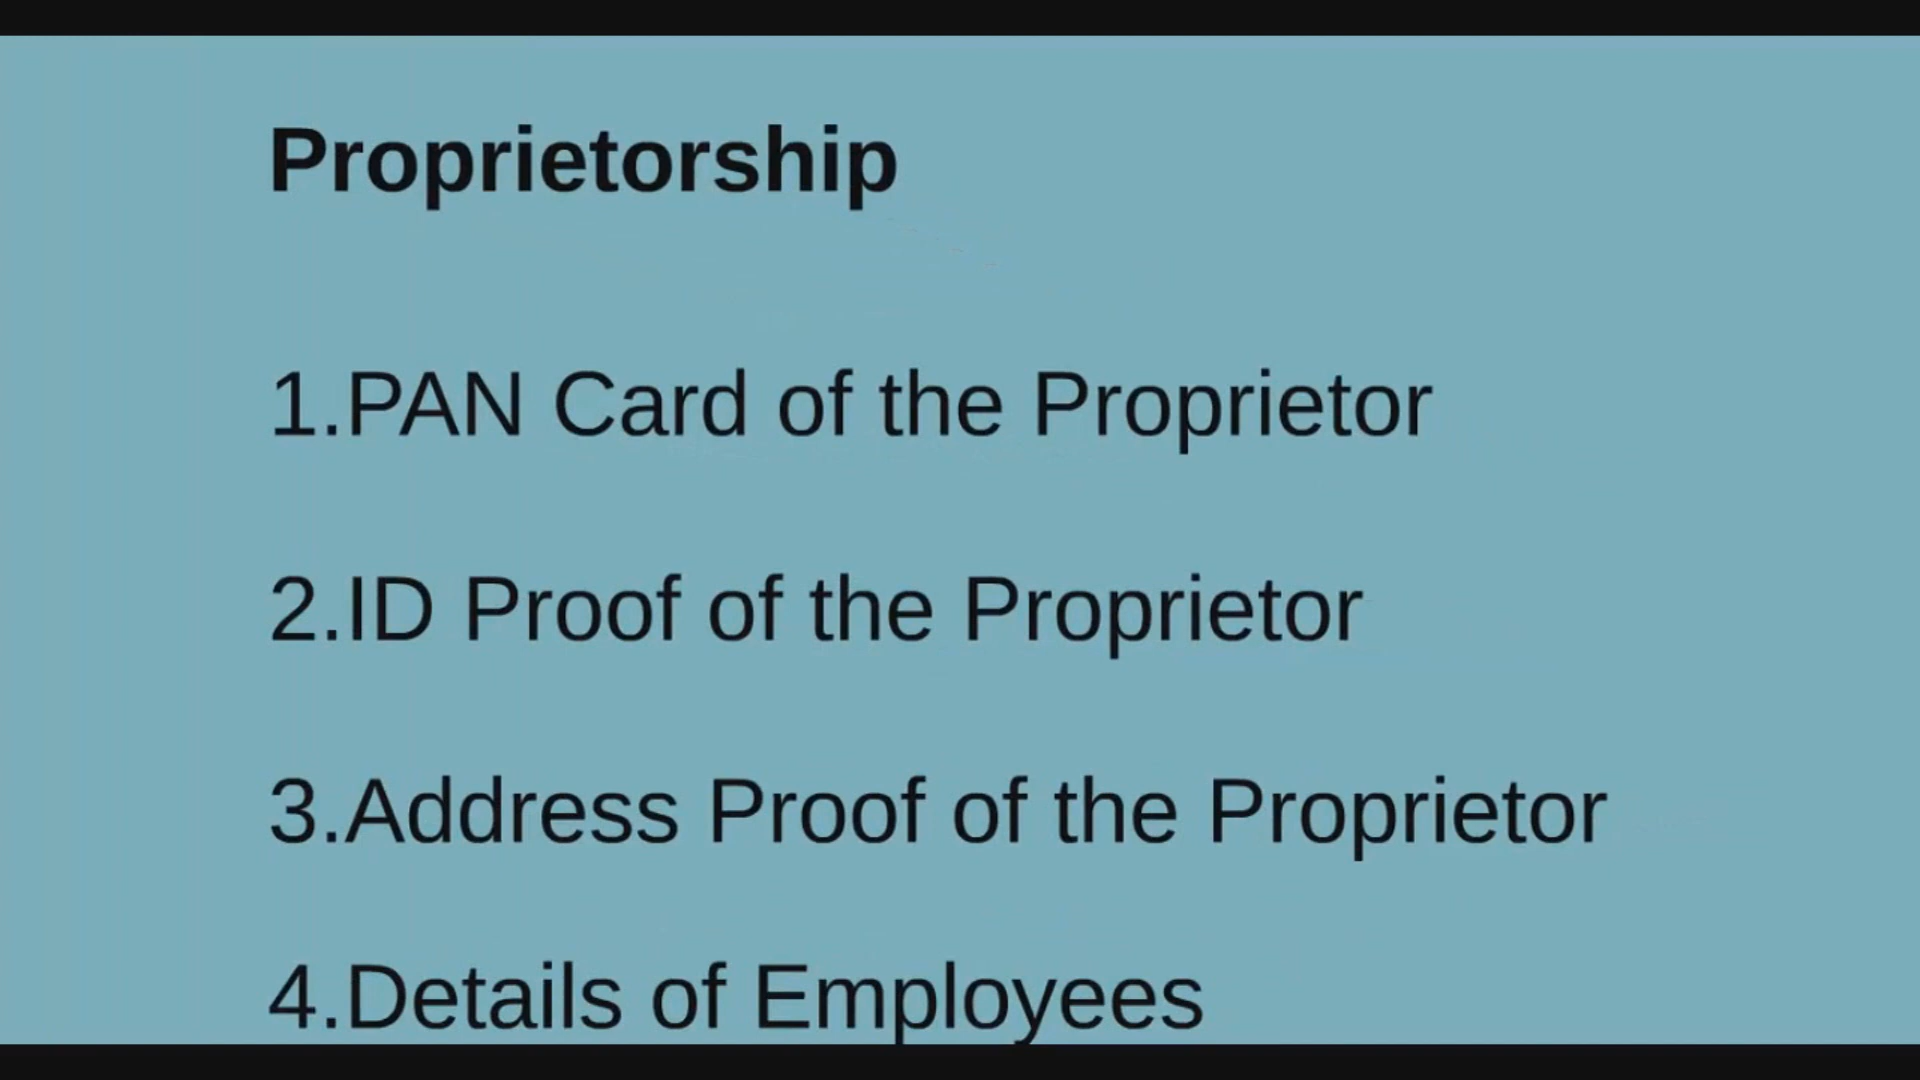 Proprietorship
1.PAN Card of the Proprietor
2.ID Proof of the Proprietor
3.Address Proof of the Proprietor
4.Details of Employees